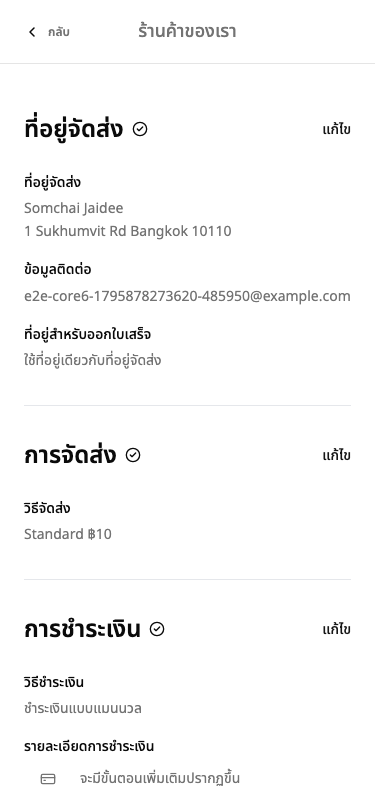 กลับ
ร้านค้าของเรา
ที่อยู่จัดส่ง
แก้ไข
ที่อยู่จัดส่ง
Somchai Jaidee
1 Sukhumvit Rd Bangkok 10110
ข้อมูลติดต่อ
e2e-core6-1795878273620-485950@example.com
ที่อยู่สำหรับออกใบเสร็จ
ใช้ที่อยู่เดียวกับที่อยู่จัดส่ง
การจัดส่ง
แก้ไข
วิธีจัดส่ง
Standard ฿10
การชำระเงิน
แก้ไข
วิธีชำระเงิน
ชำระเงินแบบแมนนวล
รายละเอียดการชำระเงิน
จะมีขั้นตอนเพิ่มเติมปรากฏขึ้น